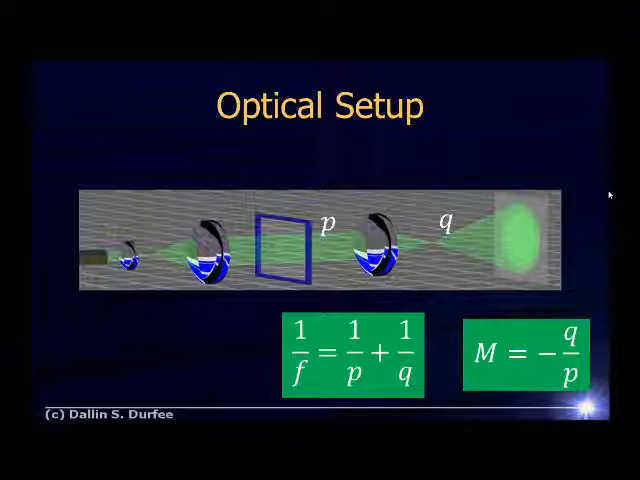 Optical Setup
p
q
1/f = 1/p + 1/q
M = −q/p
(c) Dallin S. Durfee